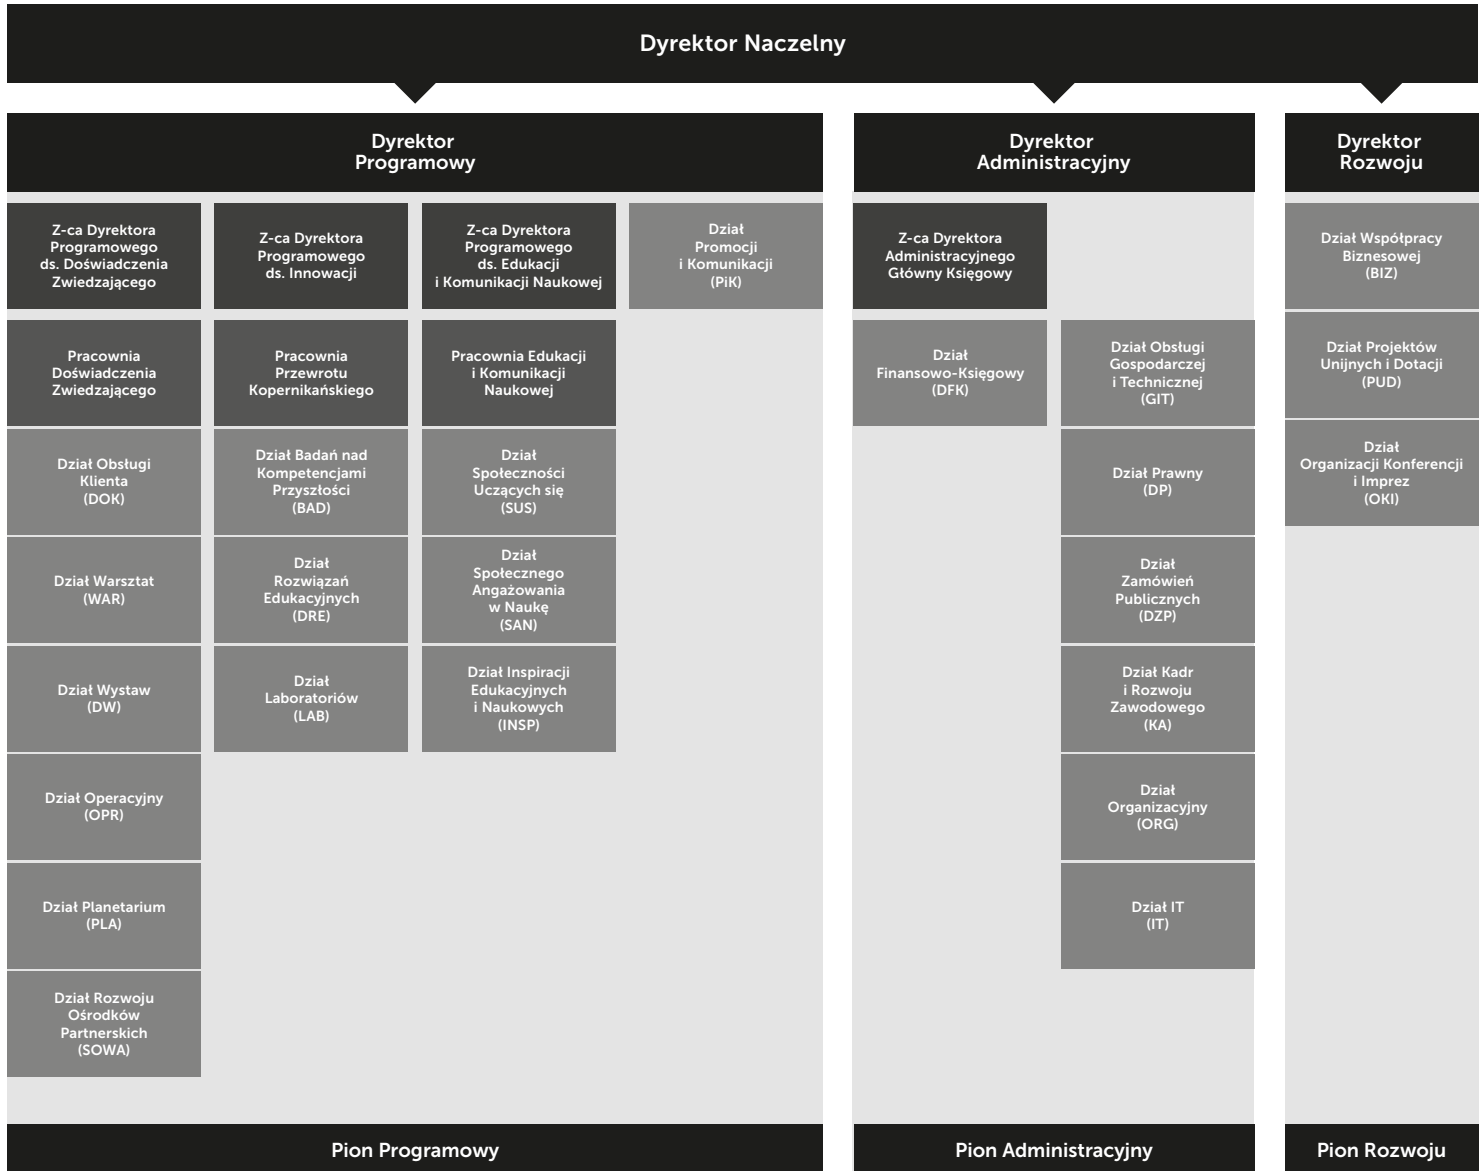 Dyrektor Naczelny
Dyrektor
Programowy
Z-ca Dyrektora
Programowego
ds. Doświadczenia
Zwiedzającego
Pracownia
Doświadczenia
Zwiedzającego
Dział Obsługi
Klienta
(DOK)
Dział Warsztat
(WAR)
Dział Wystaw
(DW)
Dział Operacyjny
(OPR)
Dział Planetarium
(PLA)
Dział Rozwoju
Ośrodków
Partnerskich
(SOWA)
Z-ca Dyrektora
Programowego
ds. Innowacji
Pracownia
Przewrotu
Kopernikańskiego
Dział Badań nad
Kompetencjami
Przyszłości
(BAD)
Dział
Rozwiązań
Edukacyjnych
(DRE)
Dział
Laboratoriów
(LAB)
Z-ca Dyrektora
Programowego
ds. Edukacji
i Komunikacji Naukowej
Pracownia Edukacji
i Komunikacji
Naukowej
Dział
Społeczności
Uczących się
(SUS)
Dział
Społecznego
Angażowania
w Naukę
(SAN)
Dział Inspiracji
Edukacyjnych
i Naukowych
(INSP)
Dział
Promocji
i Komunikacji
(PiK)
Pion Programowy
Dyrektor
Administracyjny
Z-ca Dyrektora
Administracyjnego
Główny Księgowy
Dział
Finansowo-Księgowy
(DFK)
Dział Obsługi
Gospodarczej
i Technicznej
(GIT)
Dział Prawny
(DP)
Dział
Zamówień
Publicznych
(DZP)
Dział Kadr
i Rozwoju
Zawodowego
(KA)
Dział
Organizacyjny
(ORG)
Dział IT
(IT)
Pion Administracyjny
Dyrektor
Rozwoju
Dział Współpracy
Biznesowej
(BIZ)
Dział Projektów
Unijnych i Dotacji
(PUD)
Dział
Organizacji Konferencji
i Imprez
(OKI)
Pion Rozwoju